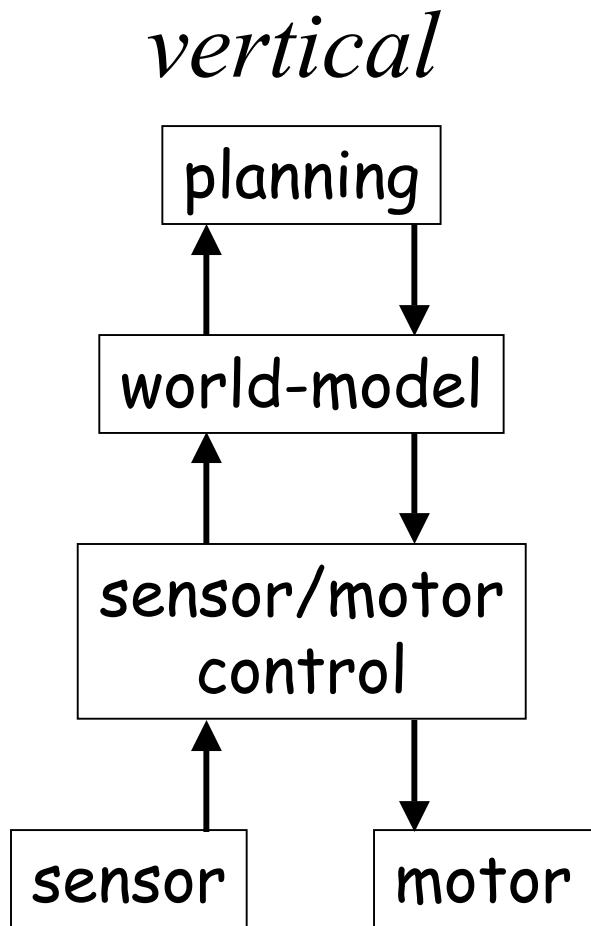 vertical
planning
world-model
sensor/motor
control
sensor
motor